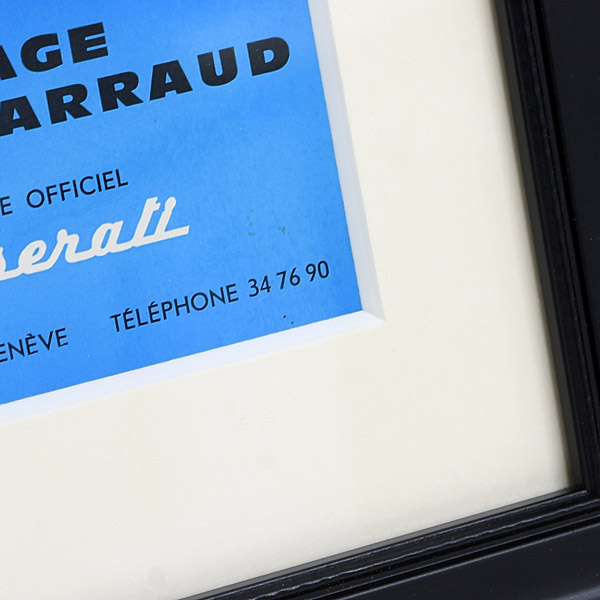 AGE
ARRAUD
E OFFICIEL
serati
ENÈVE TÉLÉPHONE 34 76 90